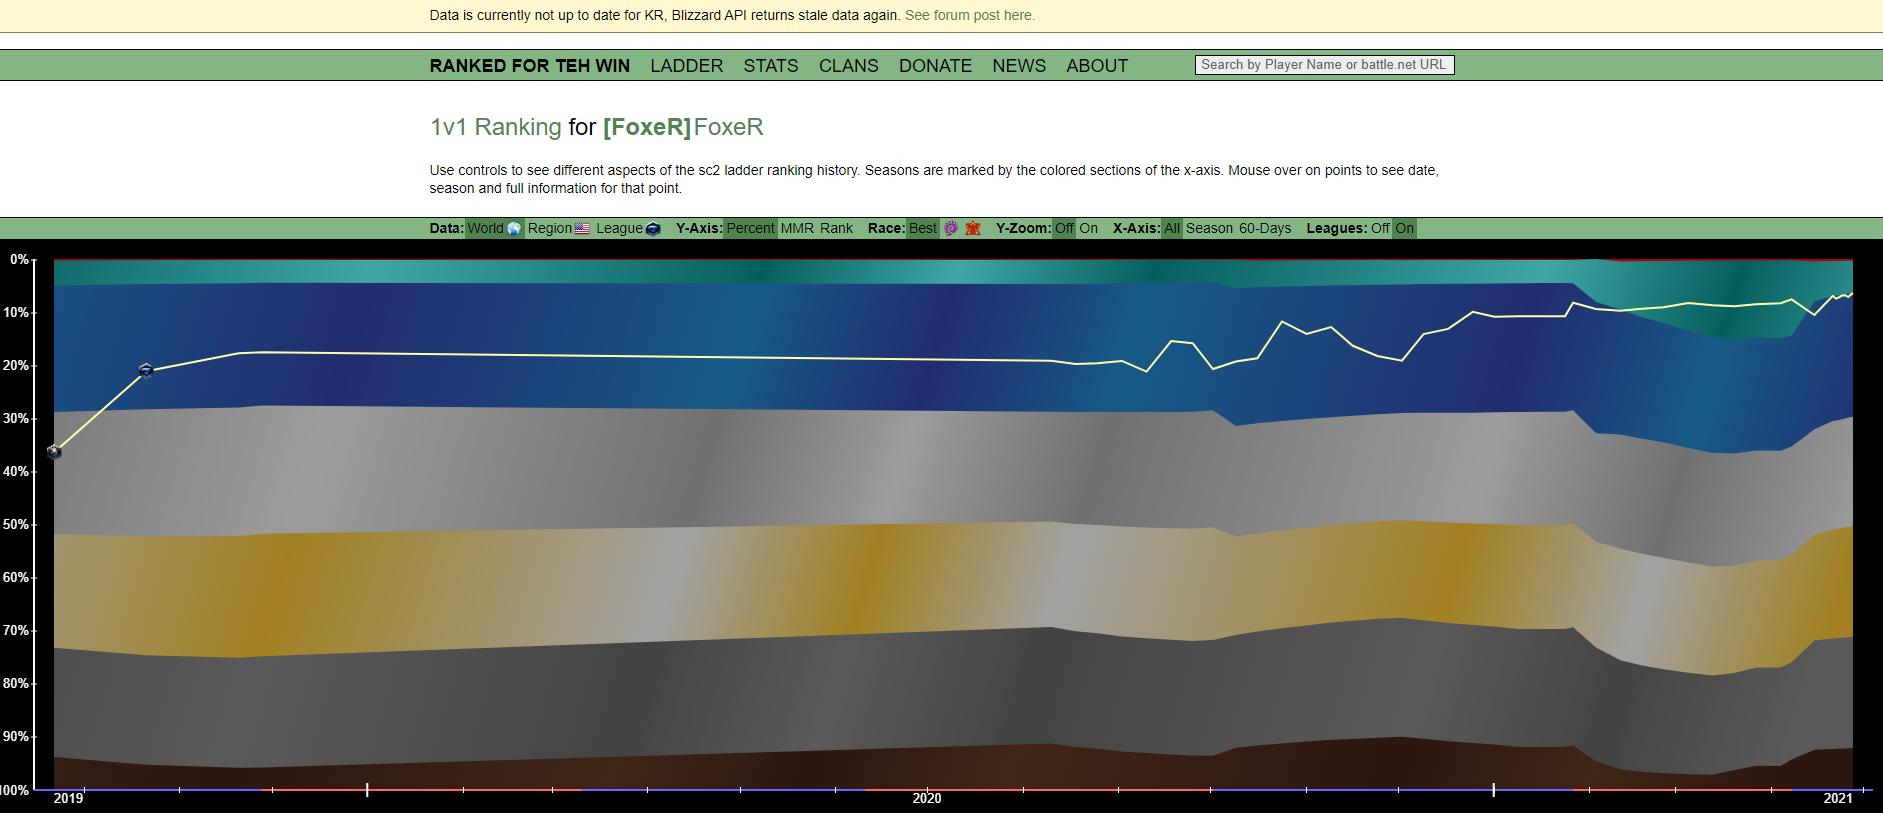 Data is currently not up to date for KR, Blizzard API returns stale data again. See forum post here.
RANKED FOR TEH WIN LADDER STATS CLANS DONATE NEWS ABOUT Search by Player Name or battle.net URL
1v1 Ranking for [FoxeR]FoxeR
Use controls to see different aspects of the sc2 ladder ranking history. Seasons are marked by the colored sections of the x-axis. Mouse over on points to see date,
season and full information for that point.
Data: World Region League Y-Axis: Percent MMR Rank Race: Best Y-Zoom: Off On X-Axis: All Season 60-Days Leagues: Off On
0%
10%
20%
30%
40%
50%
60%
70%
80%
90%
100%
2019 2020 2021